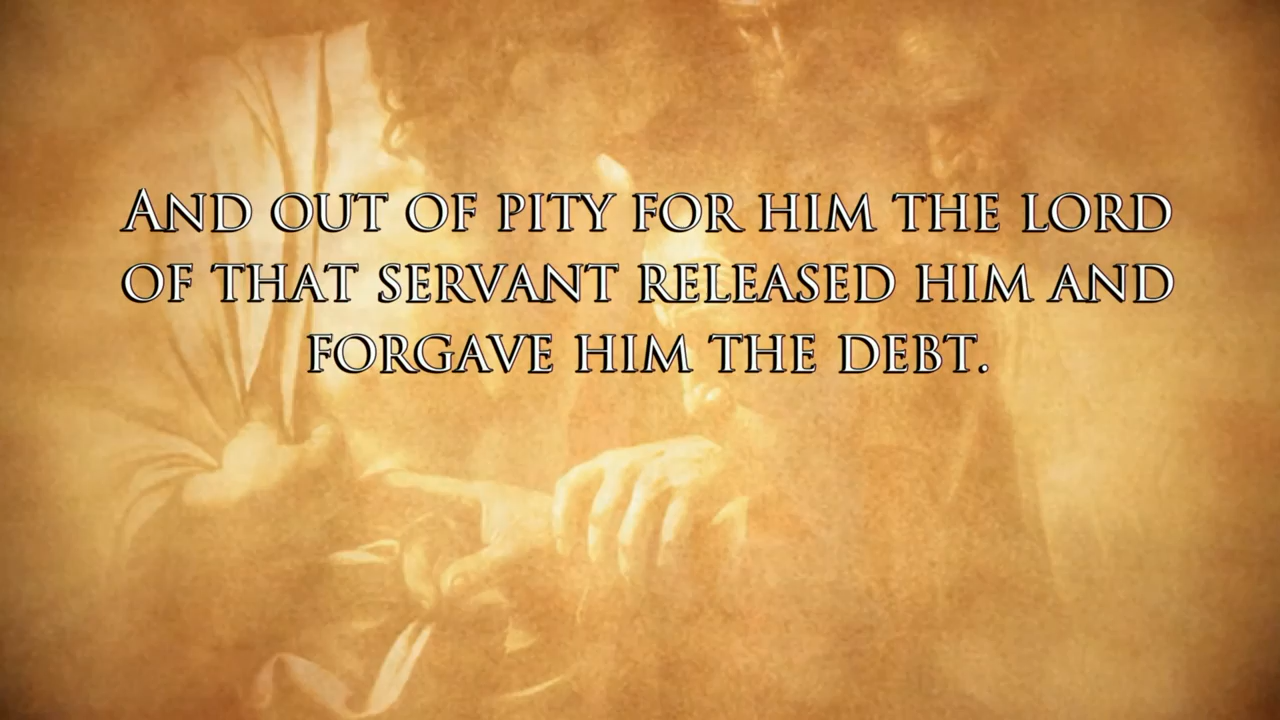 And out of pity for him the lord
of that servant released him and
forgave him the debt.